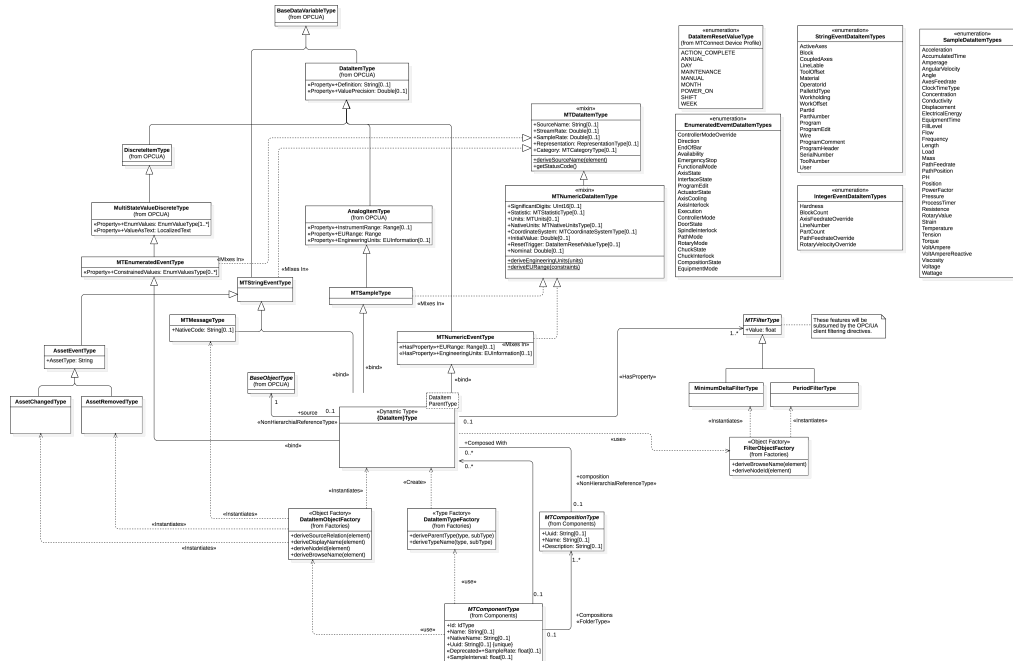 BaseDataVariableType
(from OPCUA)
DataItemType
(from OPCUA)
«Property»+Definition: String[0..1]
«Property»+ValuePrecision: Double[0..1]
«mixin»
MTDataItemType
+SourceName: String[0..1]
+StreamRate: Double[0..1]
+SampleRate: Double[0..1]
+Representation: RepresentationType[0..1]
+Category: MTCategoryType[0..1]
+deriveSourceName(element)
+getStatusCode()
«enumeration»
DataItemResetValueType
(from MTConnect Device Profile)
ACTION_COMPLETE
ANNUAL
DAY
MAINTENANCE
MANUAL
MONTH
POWER_ON
SHIFT
WEEK
«enumeration»
StringEventDataItemTypes
ActiveAxes
Block
CoupledAxes
LineLable
ToolOffset
Material
OperatorId
PalletIdType
Workholding
WorkOffset
PartId
PartNumber
Program
ProgramEdit
Wire
ProgramComment
ProgramHeader
SerialNumber
ToolNumber
User
«enumeration»
SampleDataItemTypes
Acceleration
AccumulatedTime
Amperage
AngularVelocity
Angle
AxesFeedrate
ClockTimeType
Concentration
Conductivity
Displacement
ElectricalEnergy
EquipmentTime
FillLevel
Flow
Frequency
Length
Load
Mass
PathFeedrate
PathPosition
PH
Position
PowerFactor
Pressure
ProcessTimer
Resistence
RotaryValue
Strain
Temperature
Tension
Torque
VoltAmpere
VoltAmpereReactive
Viscosity
Voltage
Wattage
«enumeration»
EnumeratedEventDataItemTypes
ControllerModeOverride
Direction
EndOfBar
Availability
EmergencyStop
FunctionalMode
AxisState
InterfaceState
ProgramEdit
ActuatorState
AxisCooling
AxisInterlock
Execution
ControllerMode
DoorState
SpindleInterlock
PathMode
RotaryMode
ChuckState
ChuckInterlock
CompositionState
EquipmentMode
«enumeration»
IntegerEventDataItemTypes
Hardness
BlockCount
AxisFeedrateOverride
LineNumber
PartCount
PathFeedrateOverride
RotaryVelocityOverride
DiscreteItemType
(from OPCUA)
MultiStateValueDiscreteType
(from OPCUA)
«Property»+EnumValues: EnumValueType[1..*]
«Property»+ValueAsText: LocalizedText
AnalogItemType
(from OPCUA)
«Property»+InstrumentRange: Range[0..1]
«Property»+EURange: Range
«Property»+EngineeringUnits: EUInformation[0..1]
«mixin»
MTNumericDataItemType
+SignificantDigits: UInt16[0..1]
+Statistic: MTStatisticType[0..1]
+Units: MTUnits[0..1]
+NativeUnits: MTNativeUnitsType[0..1]
+CoordinateSystem: MTCoordinateSystemType[0..1]
+InitialValue: Double[0..1]
+ResetTrigger: DataItemResetValueType[0..1]
+Nominal: Double[0..1]
+deriveEngineeringUnits(units)
+deriveEURange(constraints)
MTEnumeratedEventType
«Property»+ConstrainedValues: EnumValuesType[0..*]
«Mixes In»
«Mixes In»
MTStringEventType
MTSampleType
«Mixes In»
MTMessageType
+NativeCode: String[0..1]
MTNumericEventType
«HasProperty»+EURange: Range[0..1]
«HasProperty»+EngineeringUnits: EUInformation[0..1]
«Mixes In»
MTFilterType
+Value: float
1..*
These features will be
subsumed by the OPC/UA
client filtering directives.
AssetEventType
+AssetType: String
BaseObjectType
(from OPCUA)
«bind»
«bind»
«bind»
«HasProperty»
MinimumDeltaFilterType
PeriodFilterType
AssetChangedType
AssetRemovedType
1
+source
0..1
«NonHierarchialReferenceType»
DataItem
ParentType
«Dynamic Type»
{DataItem}Type
0..1
«Instantiates»
«Instantiates»
«use»
«Object Factory»
FilterObjectFactory
(from Factories)
+deriveBrowseName(element)
+deriveNodeId(element)
«bind»
+Composed With
0..*
0..*
+composition
«NonHierarchialReferenceType»
0..1
«Instantiates»
«Create»
«Instantiates»
«Instantiates»
«Instantiates»
«Object Factory»
DataItemObjectFactory
(from Factories)
+deriveSourceRelation(element)
+deriveDisplayName(element)
+deriveNodeId(element)
+deriveBrowseName(element)
«Type Factory»
DataItemTypeFactory
(from Factories)
+deriveParentType(type, subType)
+deriveTypeName(type, subType)
MTCompositionType
(from Components)
+Uuid: String[0..1]
+Name: String[0..1]
+Description: String[0..1]
1..*
«use»
0..1
+Compositions
«FolderType»
0..1
«use»
MTComponentType
(from Components)
+Id: IdType
+Name: String[0..1]
+NativeName: String[0..1]
+Uuid: String[0..1] {unique}
«Deprecated»+SampleRate: float[0..1]
+SampleInterval: float[0..1]